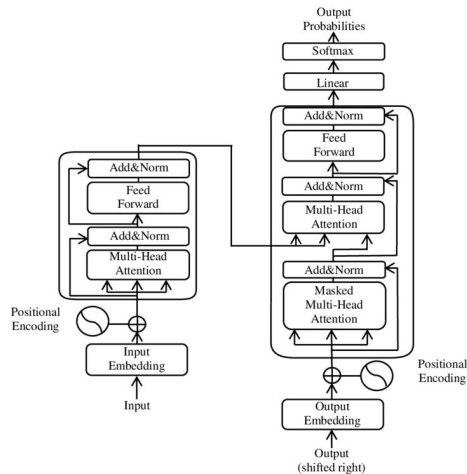 Output
Probabilities
Softmax
Linear
Add&Norm
Feed
Forward
Add&Norm
Multi-Head
Attention
Add&Norm
Masked
Multi-Head
Attention
Positional
Encoding
Output
Embedding
Output
(shifted right)
Add&Norm
Feed
Forward
Add&Norm
Multi-Head
Attention
Positional
Encoding
Input
Embedding
Input